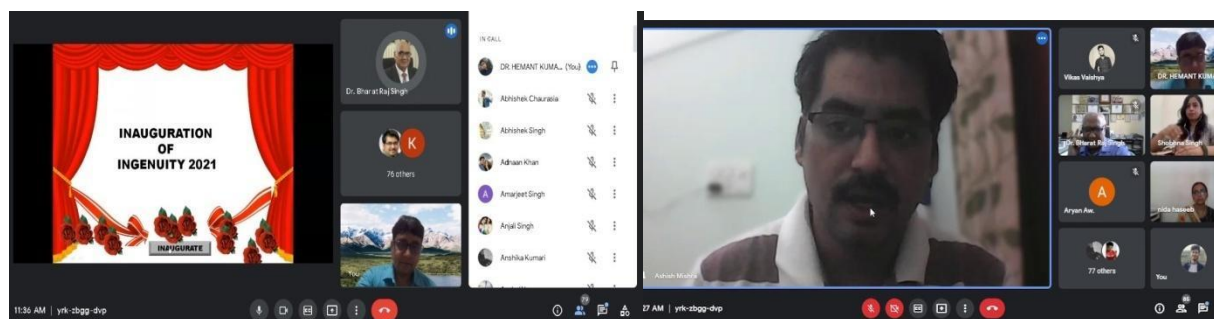 INAUGURATION
OF
INGENUITY 2021
INAUGURATE
Dr. Bharat Raj Singh
K
76 others
You
IN CALL
DR. HEMANT KUMA... (You)
Abhishek Chaurasia
Abhishek Singh
Adnaan Khan
A
Amarjeet Singh
Anjali Singh
Anshika Kumari
11:36 AM | yrk-zbgg-dvp
79
Ashish Mishra
Vikas Vaishya
DR. HEMANT KUM
Dr. Bharat Raj Singh
Shobhna Singh
A
Aryan Aw.
nida haseeb
77 others
You
27 AM | yrk-zbgg-dvp